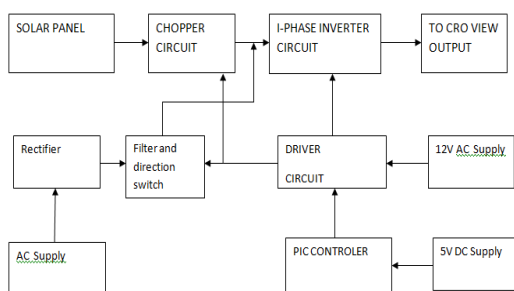 SOLAR PANEL
CHOPPER
CIRCUIT
I-PHASE INVERTER
CIRCUIT
TO CRO VIEW
OUTPUT
Rectifier
Filter and
direction
switch
DRIVER
CIRCUIT
12V AC Supply
AC Supply
PIC CONTROLER
5V DC Supply